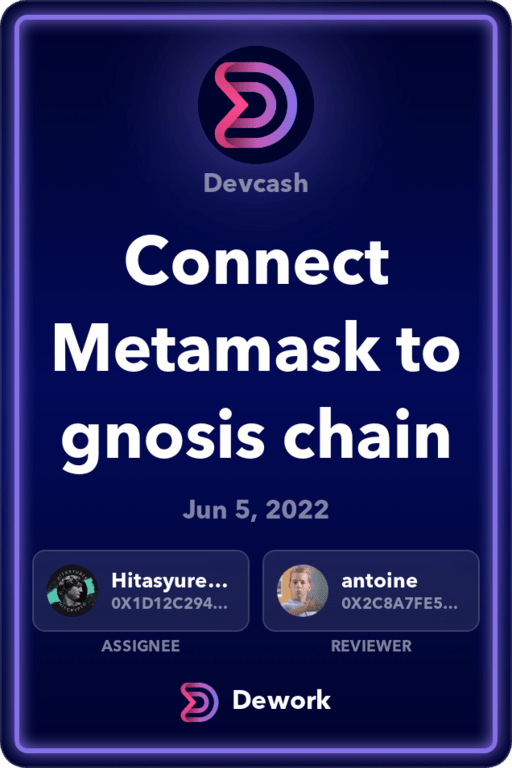 Devcash
Connect
Metamask to
gnosis chain
Jun 5, 2022
Hitasyure...
0X1D12C294...
ASSIGNEE
antoine
0X2C8A7FE5...
REVIEWER
Dework